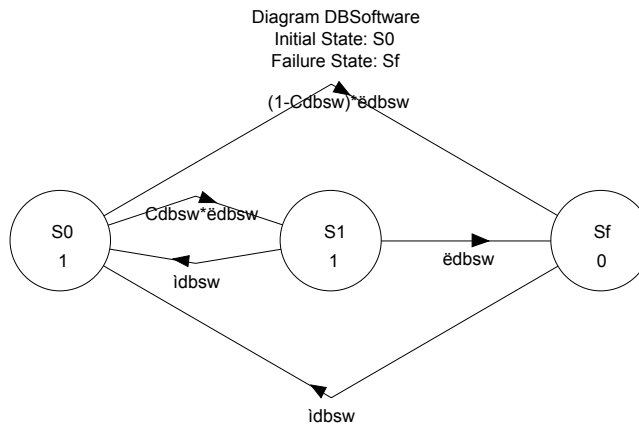 Diagram DBSoftware
Initial State: S0
Failure State: Sf
(1-Cdbsw)*ëdbsw
Cdbsw*ëdbsw
S0
1
S1
1
Sf
0
ìdbsw
ëdbsw
ìdbsw